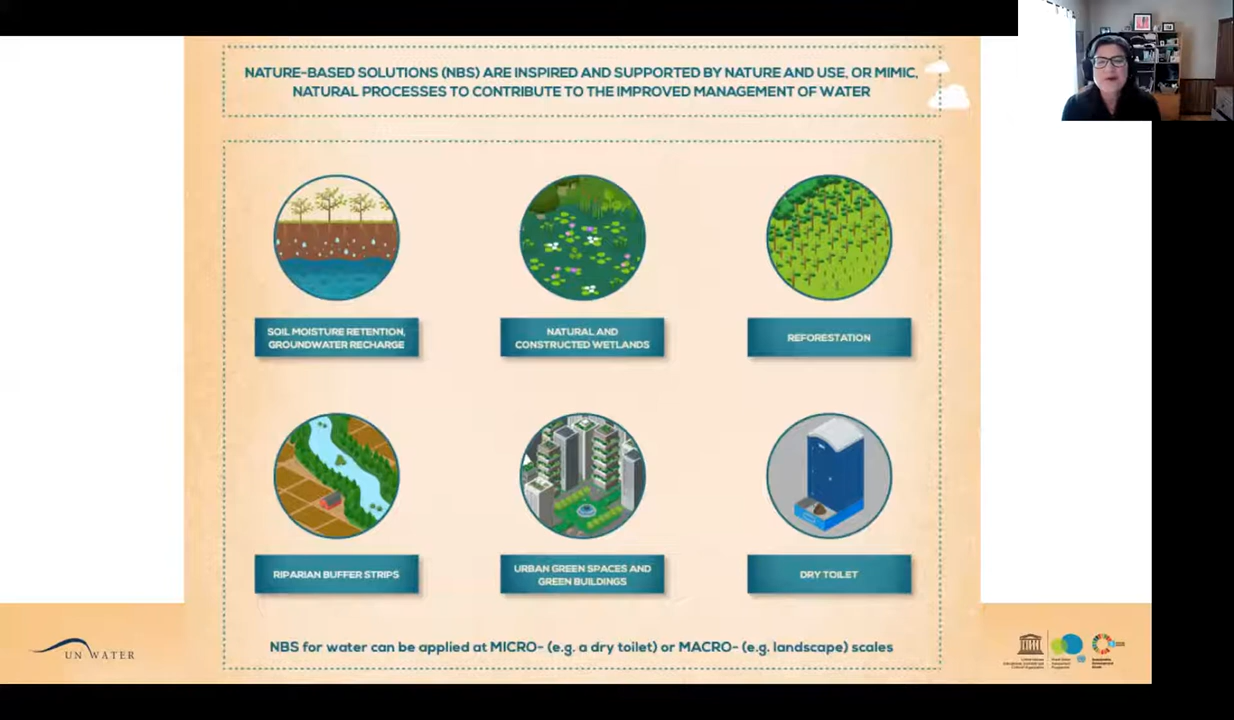 NATURE-BASED SOLUTIONS (NBS) ARE INSPIRED AND SUPPORTED BY NATURE AND USE, OR MIMIC,
NATURAL PROCESSES TO CONTRIBUTE TO THE IMPROVED MANAGEMENT OF WATER
SOIL MOISTURE RETENTION,
GROUNDWATER RECHARGE
NATURAL AND
CONSTRUCTED WETLANDS
REFORESTATION
RIPARIAN BUFFER STRIPS
URBAN GREEN SPACES AND
GREEN BUILDINGS
DRY TOILET
NBS for water can be applied at MICRO- (e.g. a dry toilet) or MACRO- (e.g. landscape) scales
UN WATER